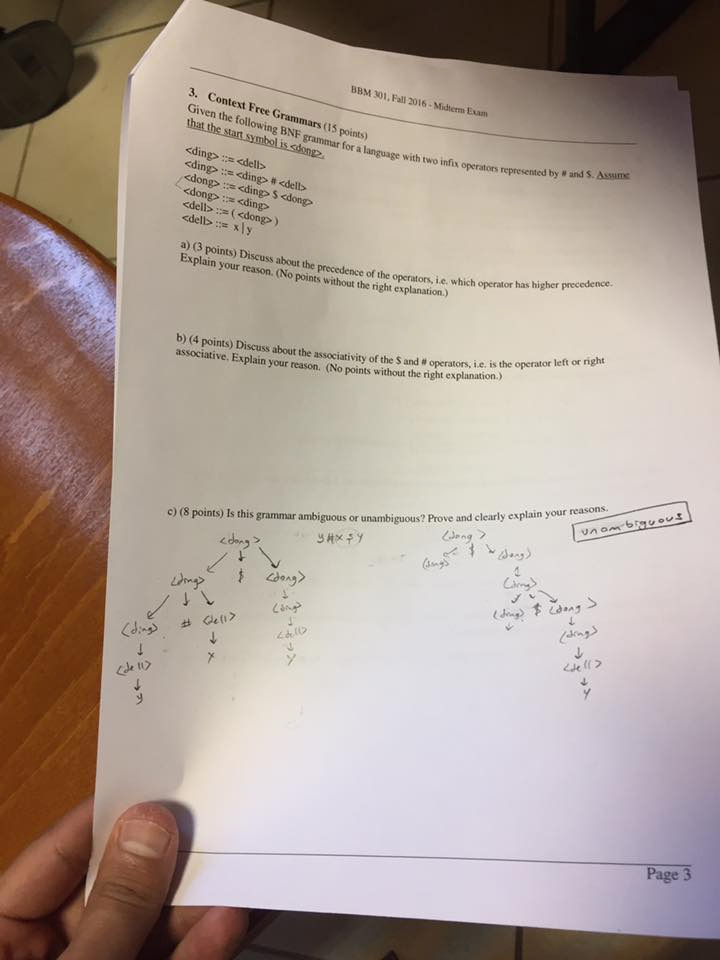 BBM 301, Fall 2016 - Midterm Exam
3. Context Free Grammars (15 points)
Given the following BNF grammar for a language with two infix operators represented by # and $. Assume
that the start symbol is <dong>.
<ding> ::= <dell>
<ding> ::= <ding> # <dell>
<dong> ::= <ding> $ <dong>
<dong> ::= <ding>
<dell> ::= ( <dong> )
<dell> ::= x | y
a) (3 points) Discuss about the precedence of the operators, i.e. which operator has higher precedence.
Explain your reason. (No points without the right explanation.)
b) (4 points) Discuss about the associativity of the $ and # operators, i.e. is the operator left or right
associative. Explain your reason. (No points without the right explanation.)
c) (8 points) Is this grammar ambiguous or unambiguous? Prove and clearly explain your reasons.
unambiguous
<dong> y#x$y <dong>
<ding> $ <dong> $ <dong>
<ding> # <dell> <ding> <ding>
<dell> x <dell> <ding> $ <dong>
y y <ding>
<dell>
y
Page 3